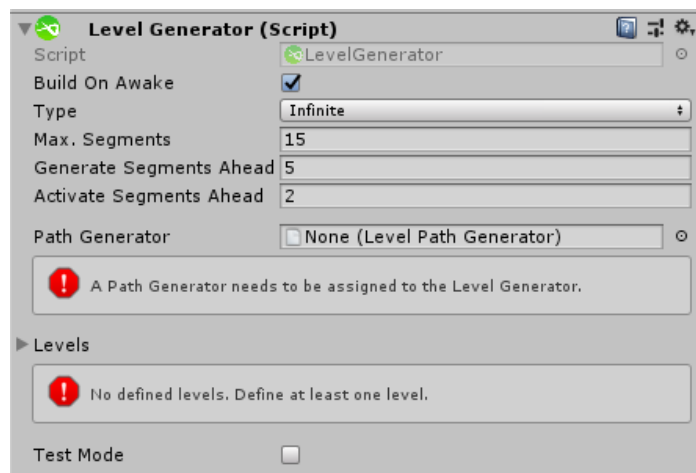 Level Generator (Script)
Script LevelGenerator
Build On Awake
Type Infinite
Max. Segments 15
Generate Segments Ahead 5
Activate Segments Ahead 2
Path Generator None (Level Path Generator)
A Path Generator needs to be assigned to the Level Generator.
Levels
No defined levels. Define at least one level.
Test Mode